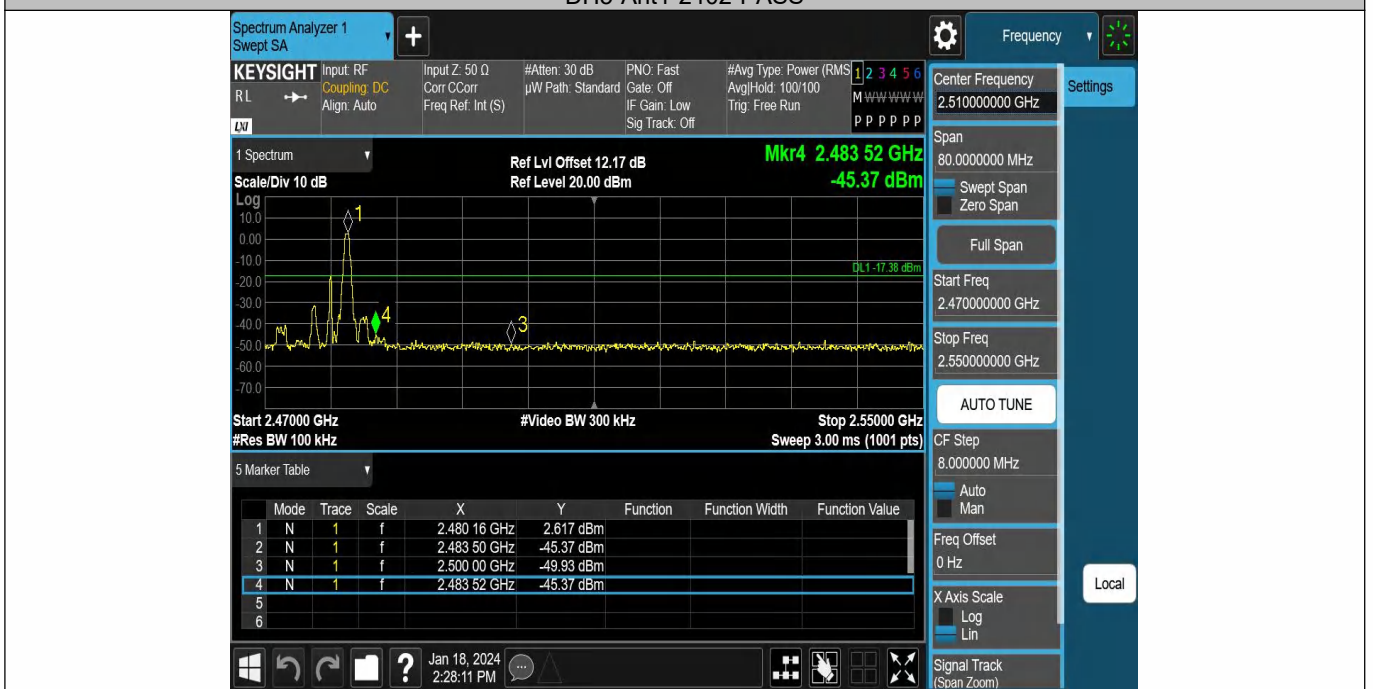 Spectrum Analyzer 1
Swept SA
+
Frequency
KEYSIGHT
RL
LXI
Input: RF
Coupling: DC
Align: Auto
Input Z: 50 Ω
Corr CCorr
Freq Ref: Int (S)
#Atten: 30 dB
µW Path: Standard
PNO: Fast
Gate: Off
IF Gain: Low
Sig Track: Off
#Avg Type: Power (RMS
Avg|Hold: 100/100
Trig: Free Run
1 2 3 4 5 6
M W W W W W
P P P P P P
1 Spectrum
Scale/Div 10 dB
Ref Lvl Offset 12.17 dB
Ref Level 20.00 dBm
Mkr4 2.483 52 GHz
-45.37 dBm
Log
10.0
0.00
-10.0
-20.0
-30.0
-40.0
-50.0
-60.0
-70.0
1
4
3
DL1 -17.38 dBm
Start 2.47000 GHz
#Res BW 100 kHz
#Video BW 300 kHz
Stop 2.55000 GHz
Sweep 3.00 ms (1001 pts)
5 Marker Table
Mode Trace Scale X Y Function Function Width Function Value
1 N 1 f 2.480 16 GHz 2.617 dBm
2 N 1 f 2.483 50 GHz -45.37 dBm
3 N 1 f 2.500 00 GHz -49.93 dBm
4 N 1 f 2.483 52 GHz -45.37 dBm
5
6
?
Jan 18, 2024
2:28:11 PM
Center Frequency
2.510000000 GHz
Settings
Span
80.0000000 MHz
Swept Span
Zero Span
Full Span
Start Freq
2.470000000 GHz
Stop Freq
2.550000000 GHz
AUTO TUNE
CF Step
8.000000 MHz
Auto
Man
Freq Offset
0 Hz
X Axis Scale
Log
Lin
Local
Signal Track
(Span Zoom)